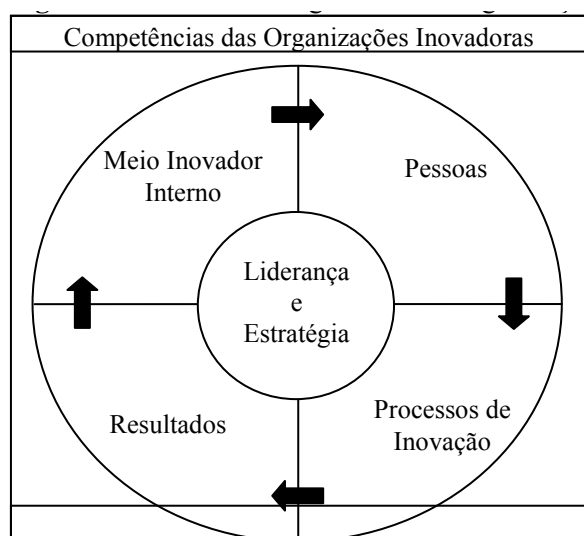 Competências das Organizações Inovadoras
Meio Inovador
Interno
Pessoas
Liderança
e
Estratégia
Resultados
Processos de
Inovação